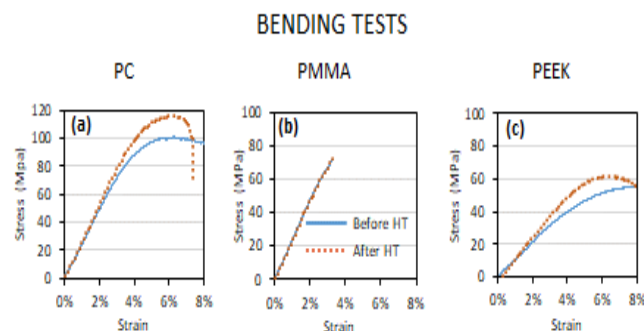 BENDING TESTS
PC
PMMA
PEEK
(a)
Stress (Mpa)
120
100
80
60
40
20
0
0% 2% 4% 6% 8%
Strain
(b)
Stress (MPa)
100
80
60
40
20
0
Before HT
After HT
0% 2% 4% 6% 8%
Strain
(c)
Stress (MPa)
100
80
60
40
20
0
0% 2% 4% 6% 8%
Strain